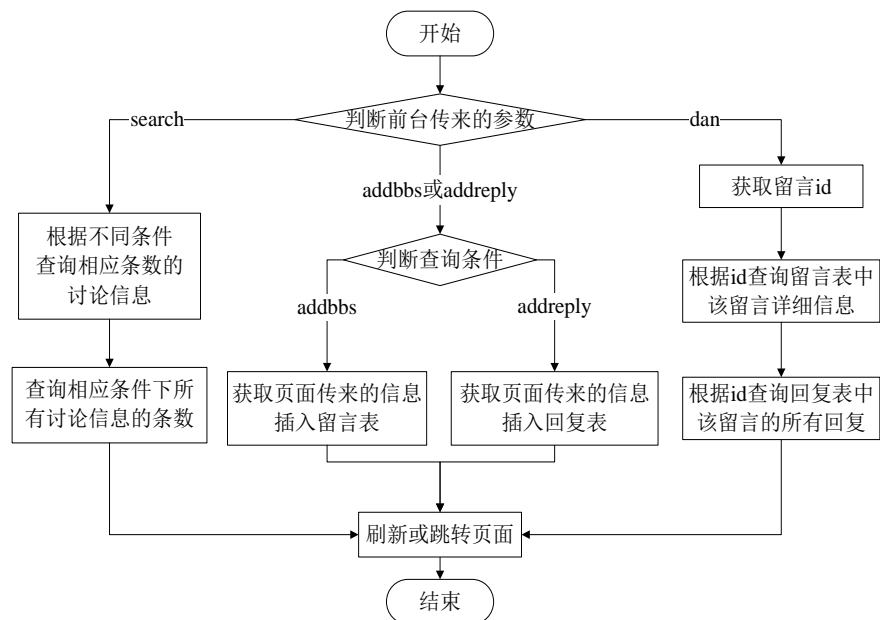 开始
判断前台传来的参数
search
dan
addbbs或addreply
获取留言id
根据不同条件
查询相应条数的
讨论信息
判断查询条件
根据id查询留言表中
该留言详细信息
addbbs
addreply
查询相应条件下所
有讨论信息的条数
获取页面传来的信息
插入留言表
获取页面传来的信息
插入回复表
根据id查询回复表中
该留言的所有回复
刷新或跳转页面
结束